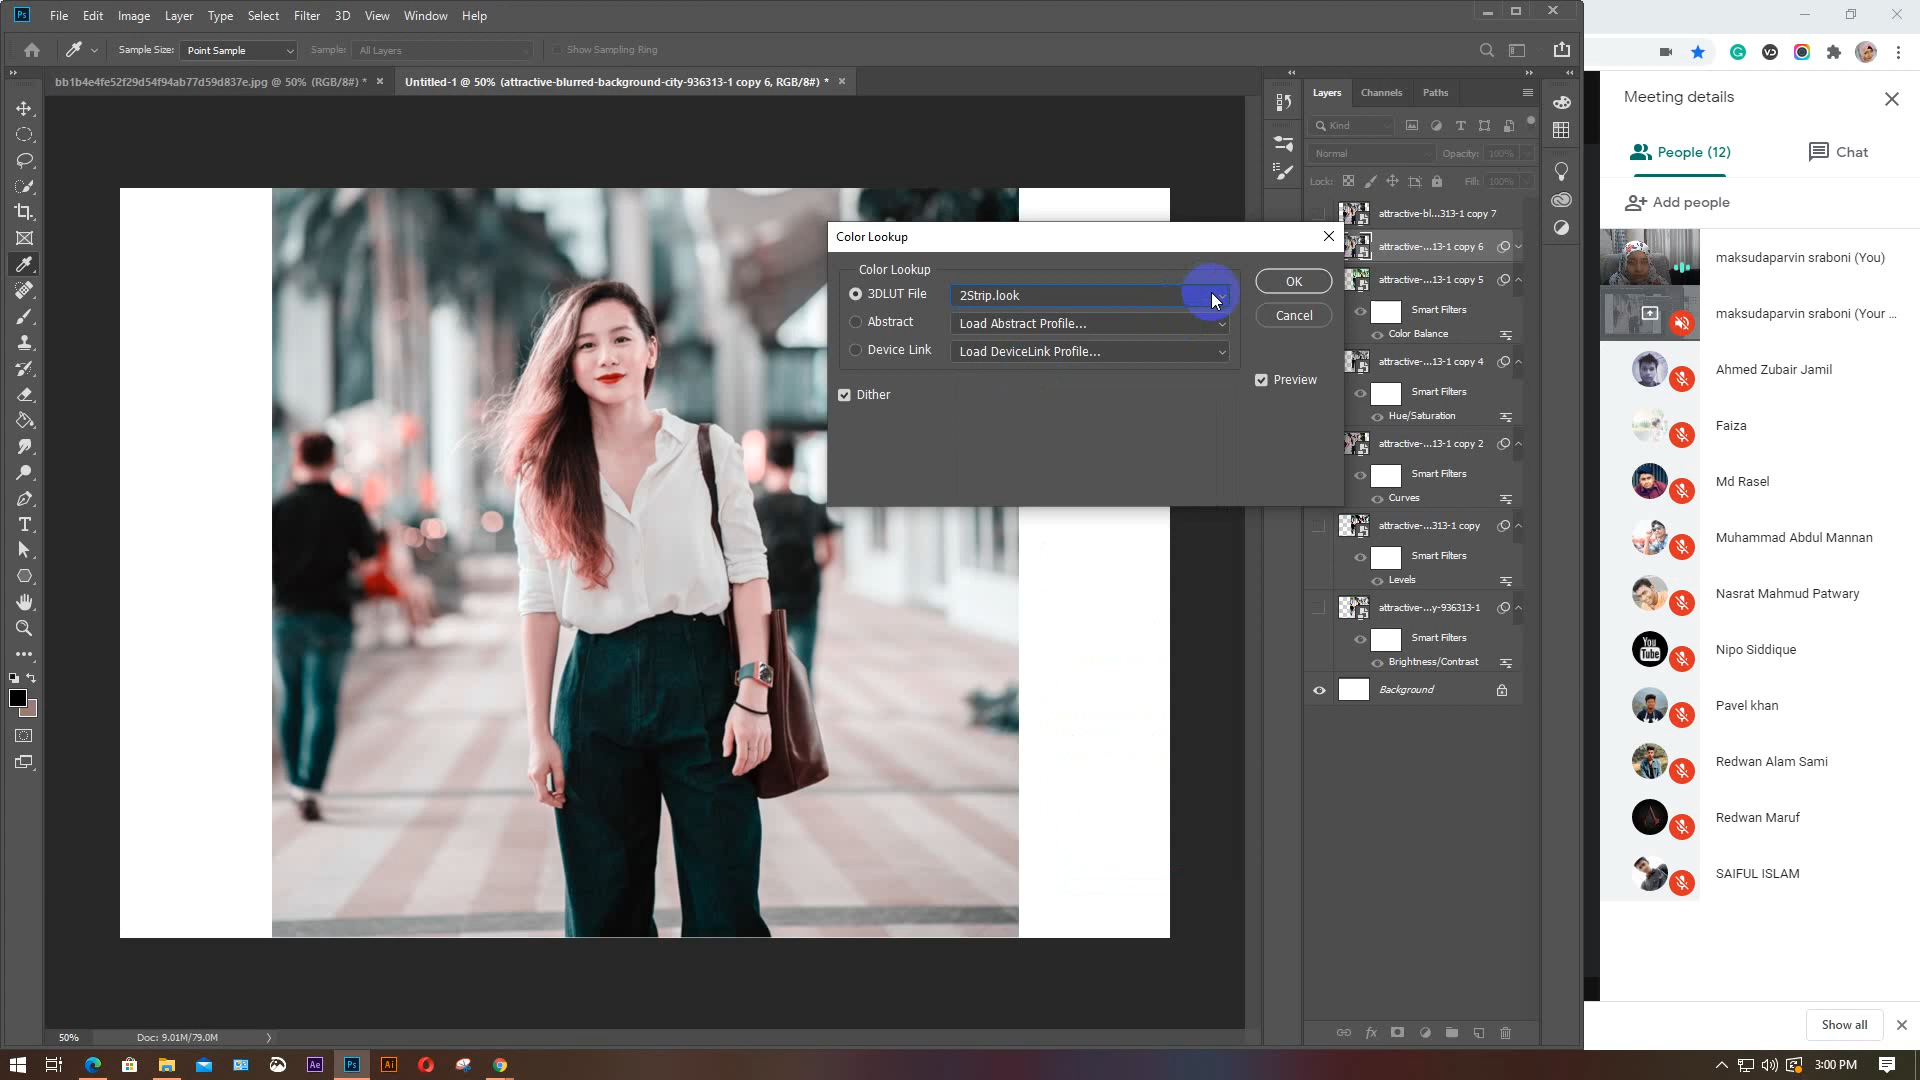 Ps File Edit Image Layer Type Select Filter 3D View Window Help
Sample Size: Point Sample Sample: All Layers Show Sampling Ring
bb1b4e4fe52f29d54f94ab77d59d837e.jpg @ 50% (RGB/8#) * Untitled-1 @ 50% (attractive-blurred-background-city-936313-1 copy 6, RGB/8#) *
Color Lookup
Color Lookup
3DLUT File 2Strip.look
Abstract Load Abstract Profile...
Device Link Load DeviceLink Profile...
Dither
OK
Cancel
Preview
Layers Channels Paths
Kind
Normal Opacity: 100%
Lock: Fill: 100%
attractive-bl...313-1 copy 7
attractive-...13-1 copy 6
attractive-...13-1 copy 5
Smart Filters
Color Balance
attractive-...13-1 copy 4
Smart Filters
Hue/Saturation
attractive-...13-1 copy 2
Smart Filters
Curves
attractive-...313-1 copy
Smart Filters
Levels
attractive-...y-936313-1
Smart Filters
Brightness/Contrast
Background
fx
50% Doc: 9.01M/79.0M
Meeting details
People (12) Chat
Add people
maksudaparvin sraboni (You)
maksudaparvin sraboni (Your ...
Ahmed Zubair Jamil
Faiza
Md Rasel
Muhammad Abdul Mannan
Nasrat Mahmud Patwary
You
Tube
Nipo Siddique
Pavel khan
Redwan Alam Sami
Redwan Maruf
SAIFUL ISLAM
Show all
Ae Ps Ai
3:00 PM